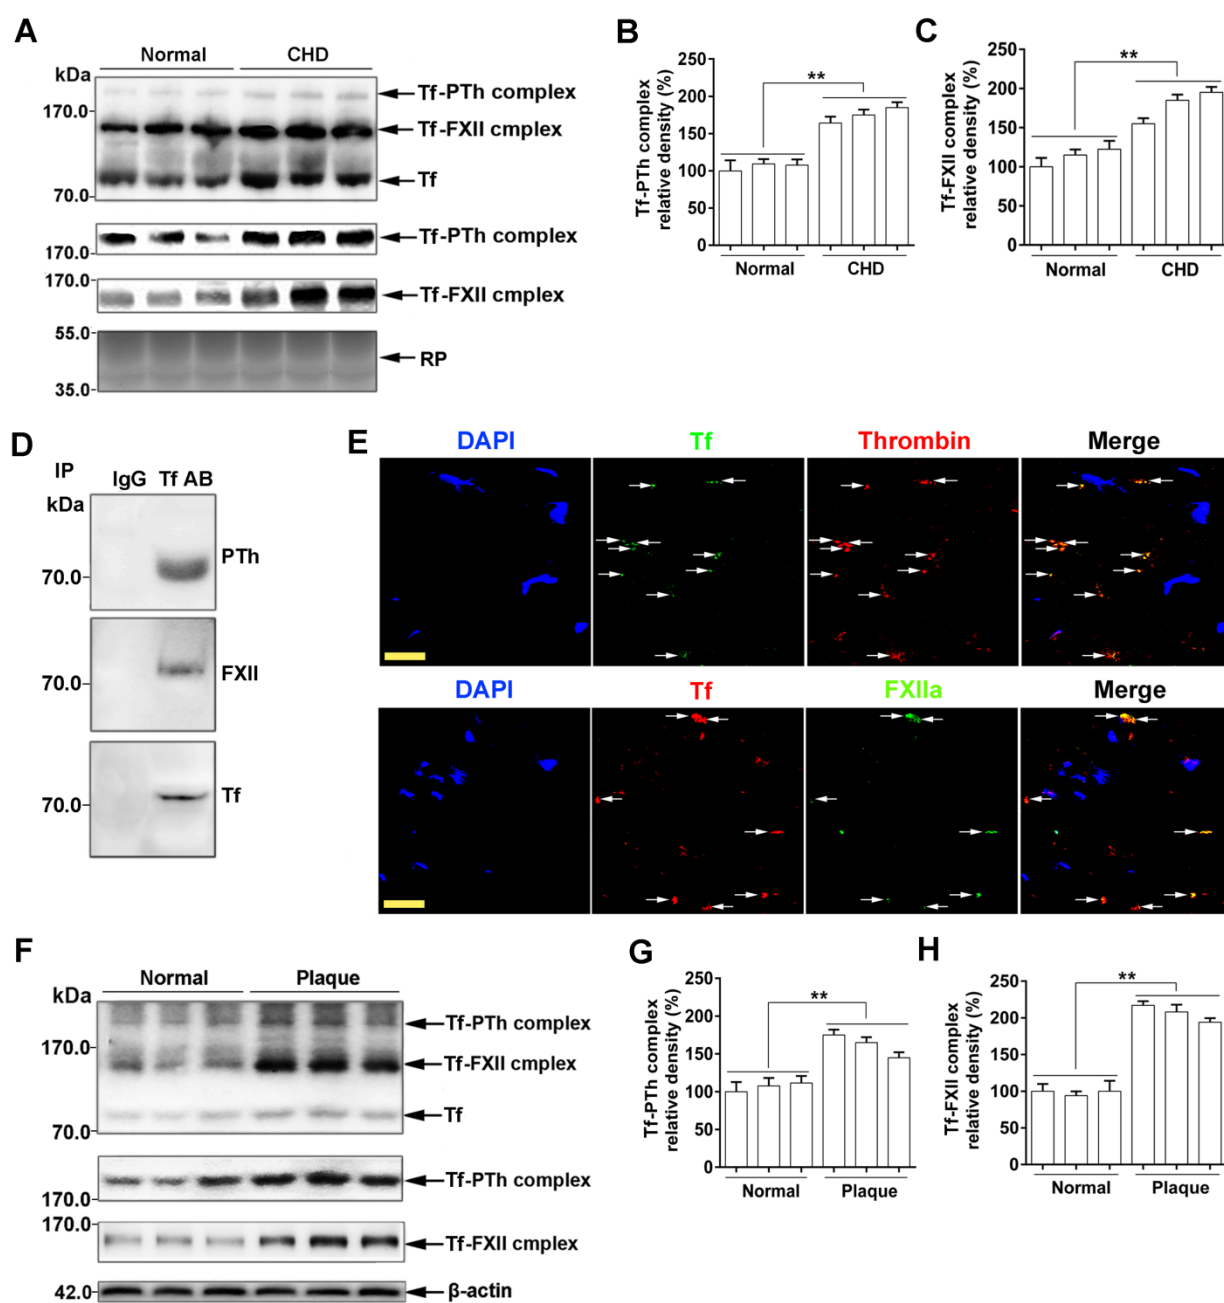 A
Normal CHD
kDa
170.0
70.0
Tf-PTh complex
Tf-FXII cmplex
Tf
170.0
Tf-PTh complex
170.0
Tf-FXII cmplex
55.0
35.0
RP
B
Tf-PTh complex
relative density (%)
250
200
150
100
50
0
**
Normal CHD
C
Tf-FXII complex
relative density (%)
250
200
150
100
50
0
**
Normal CHD
D
IP
IgG Tf AB
kDa
70.0
PTh
70.0
FXII
70.0
Tf
E
DAPI Tf Thrombin Merge
DAPI Tf FXIIa Merge
F
Normal Plaque
kDa
170.0
70.0
Tf-PTh complex
Tf-FXII cmplex
Tf
170.0
Tf-PTh complex
170.0
Tf-FXII cmplex
42.0
β-actin
G
Tf-PTh complex
relative density (%)
250
200
150
100
50
0
**
Normal Plaque
H
Tf-FXII complex
relative density (%)
250
200
150
100
50
0
**
Normal Plaque